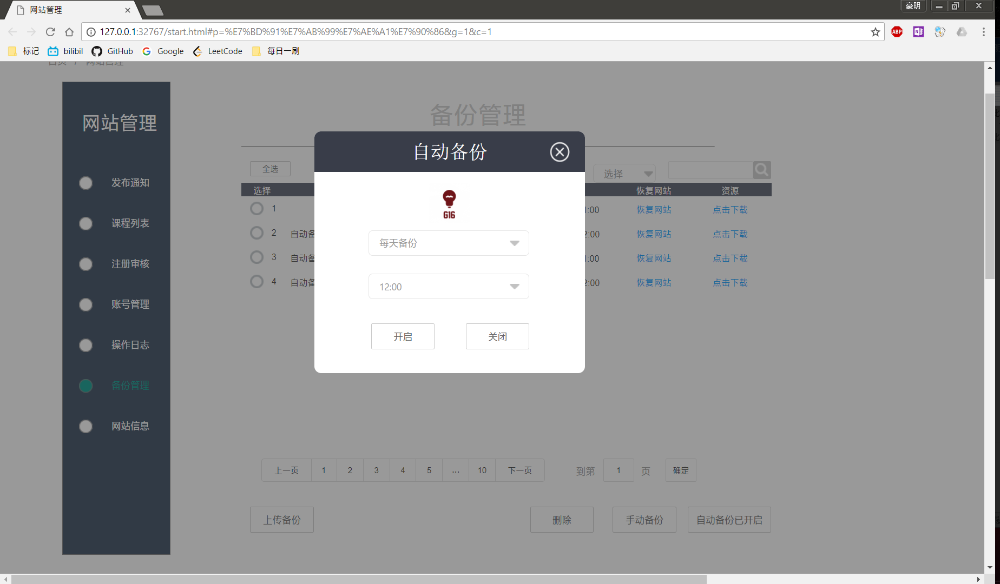 网站管理
豪明
127.0.0.1:32767/start.html#p=%E7%BD%91%E7%AB%99%E7%AE%A1%E7%90%86&g=1&c=1
ABP
N
标记 bilibil GitHub Google LeetCode 每日一刷
首页 / 网站管理
网站管理
发布通知
课程列表
注册审核
账号管理
操作日志
备份管理
网站信息
备份管理
全选
选择
选择 恢复网站 资源
1 1:00 恢复网站 点击下载
2 自动备 2:00 恢复网站 点击下载
3 自动备 1:00 恢复网站 点击下载
4 自动备 2:00 恢复网站 点击下载
自动备份
G16
每天备份
12:00
开启 关闭
上一页 1 2 3 4 5 ... 10 下一页 到第 1 页 确定
上传备份 删除 手动备份 自动备份已开启